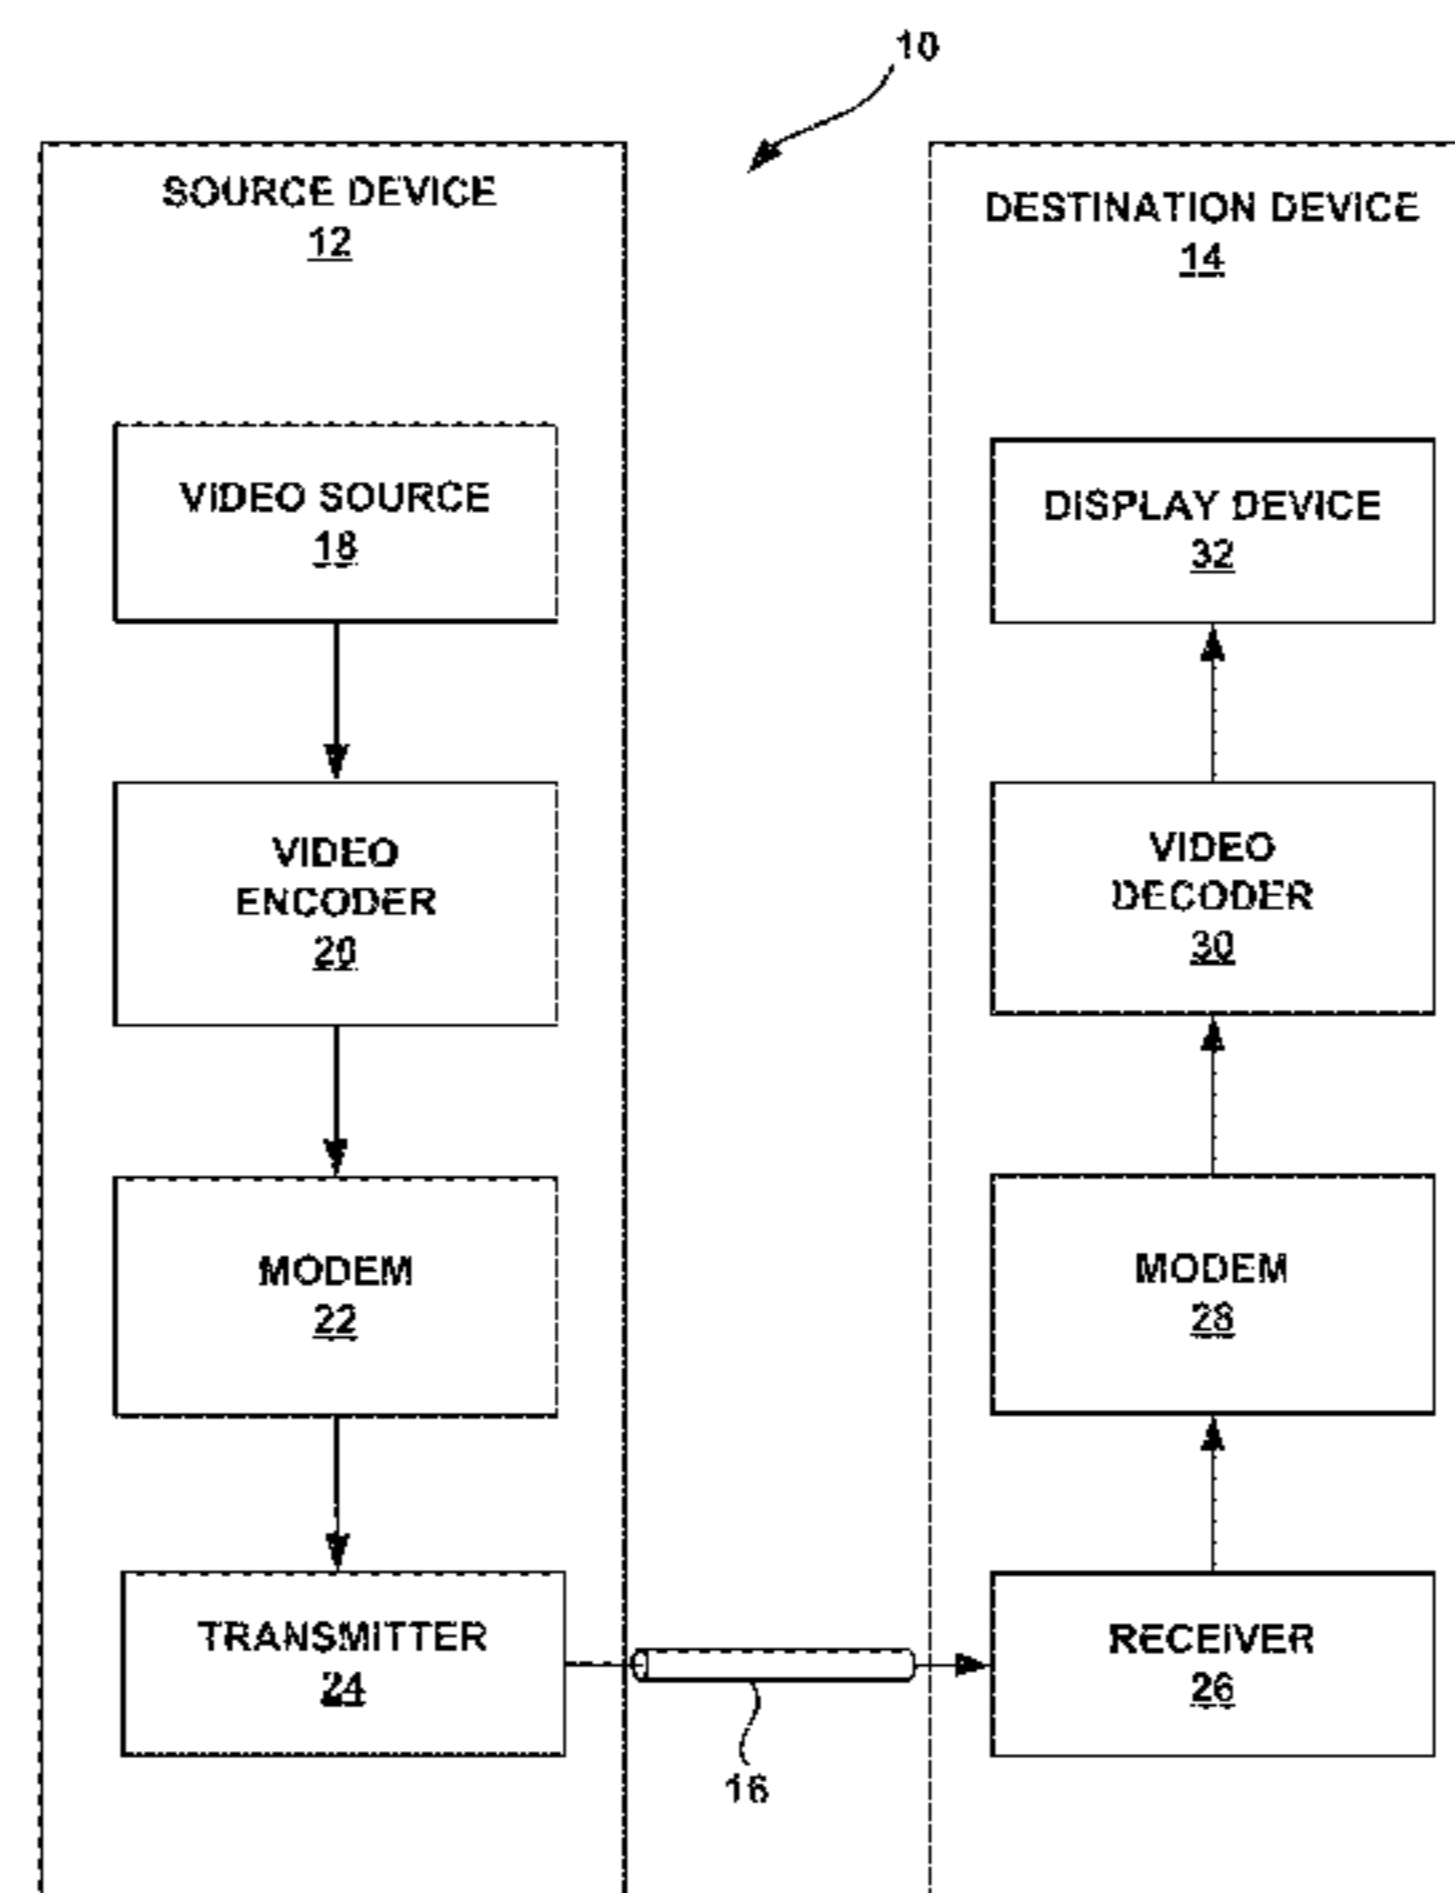 10
SOURCE DEVICE
12
VIDEO SOURCE
18
VIDEO
ENCODER
20
MODEM
22
TRANSMITTER
24
16
DESTINATION DEVICE
14
DISPLAY DEVICE
32
VIDEO
DECODER
30
MODEM
28
RECEIVER
26